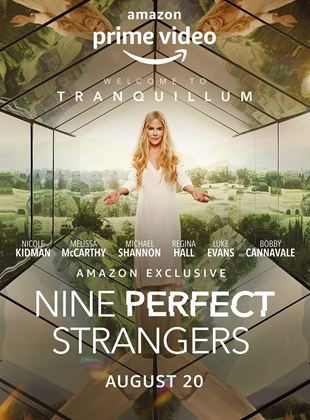 amazon
prime video
WELCOME TO
TRANQUILLUM
NICOLE KIDMAN MELISSA McCARTHY MICHAEL SHANNON REGINA HALL LUKE EVANS BOBBY CANNAVALE
AMAZON EXCLUSIVE
NINE PERFECT
STRANGERS
AUGUST 20